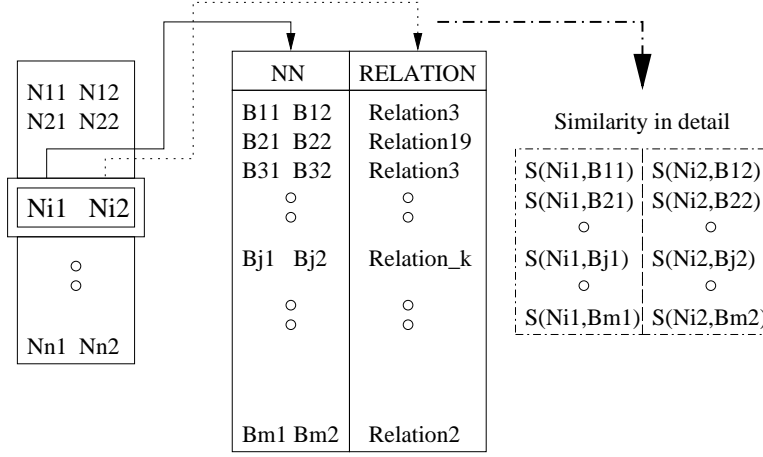 N11 N12
N21 N22
Ni1 Ni2
Nn1 Nn2
NN RELATION
B11 B12 Relation3
B21 B22 Relation19
B31 B32 Relation3
Bj1 Bj2 Relation_k
Bm1 Bm2 Relation2
Similarity in detail
S(Ni1,B11) S(Ni2,B12)
S(Ni1,B21) S(Ni2,B22)
S(Ni1,Bj1) S(Ni2,Bj2)
S(Ni1,Bm1) S(Ni2,Bm2)